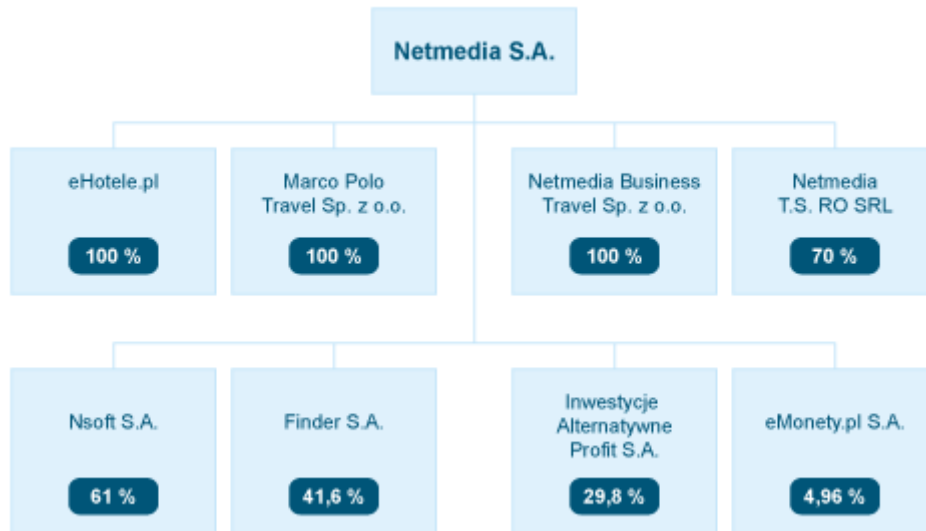 Netmedia S.A.
eHotele.pl
100 %
Marco Polo
Travel Sp. z o.o.
100 %
Netmedia Business
Travel Sp. z o.o.
100 %
Netmedia
T.S. RO SRL
70 %
Nsoft S.A.
61 %
Finder S.A.
41,6 %
Inwestycje
Alternatywne
Profit S.A.
29,8 %
eMonety.pl S.A.
4,96 %